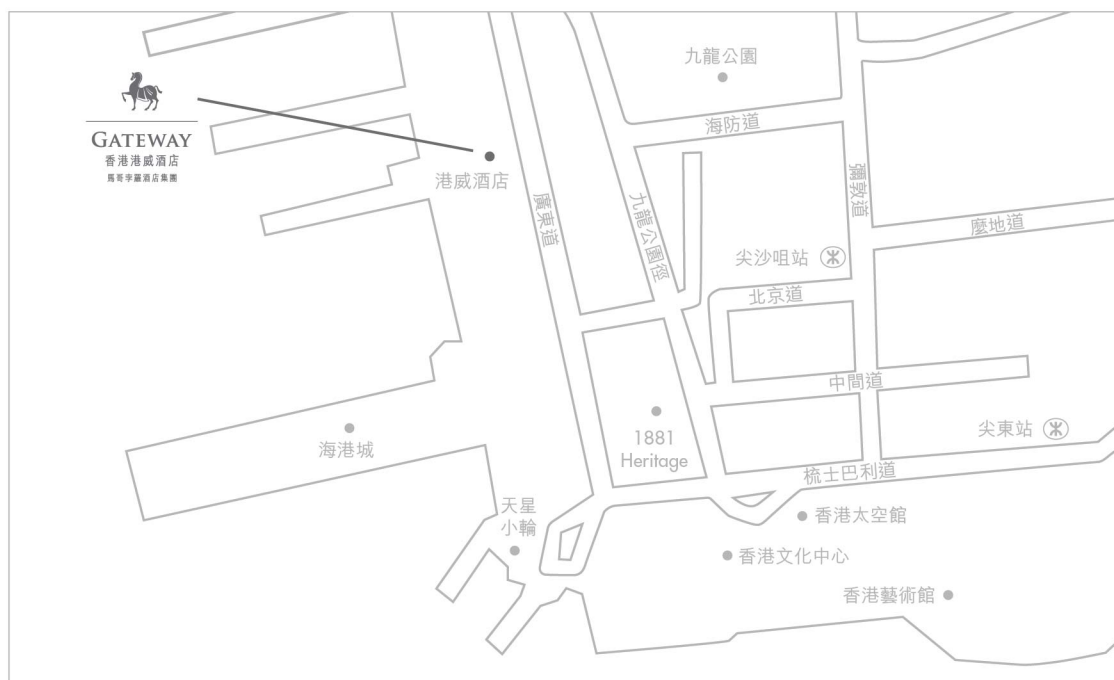 GATEWAY
香港港威酒店
馬哥孛羅酒店集團
九龍公園
海防道
港威酒店
廣東道
九龍公園徑
彌敦道
麼地道
尖沙咀站
北京道
中間道
1881
Heritage
海港城
尖東站
梳士巴利道
天星
小輪
香港太空館
香港文化中心
香港藝術館